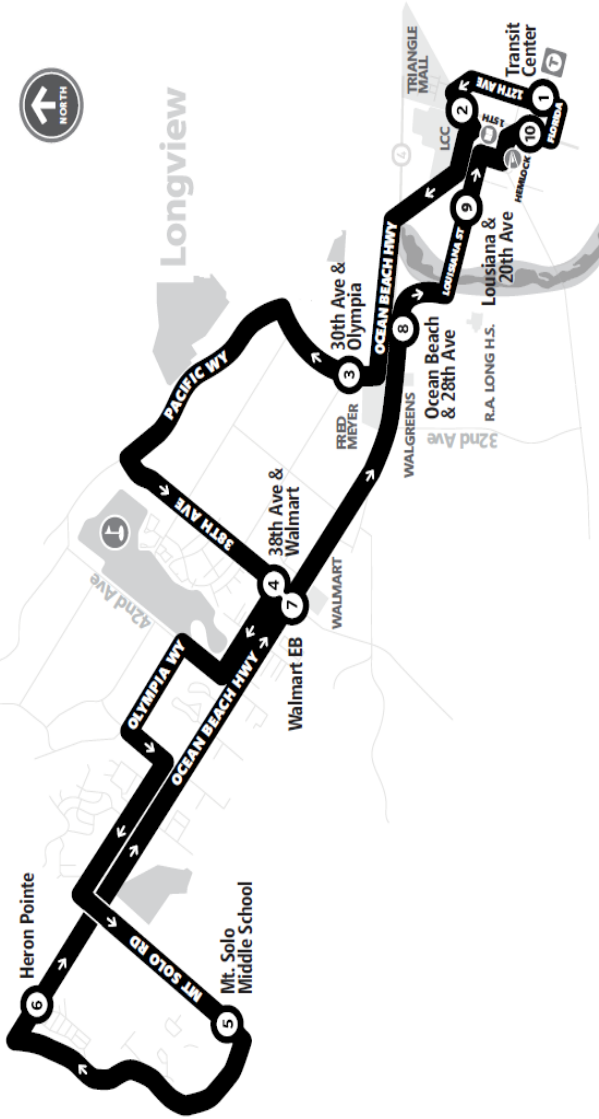 NORTH
Longview
Heron Pointe
6
Mt. Solo
Middle School
5
MT SOLO RD
OLYMPIA WY
42nd Ave
OCEAN BEACH HWY
Walmart EB
7
WALMART
4
38th Ave &
Walmart
38TH AVE
PACIFIC WY
FRED
MEYER
3
30th Ave &
Olympia
WALGREENS
32nd Ave
8
Ocean Beach
& 28th Ave
R.A. LONG H.S.
OCEAN BEACH HWY
LOUISIANA ST
9
Lousiana &
20th Ave
4
TRIANGLE
MALL
LCC
2
12TH AVE
15TH
HEMLOCK
10
FLORIDA
1
Transit
Center
T